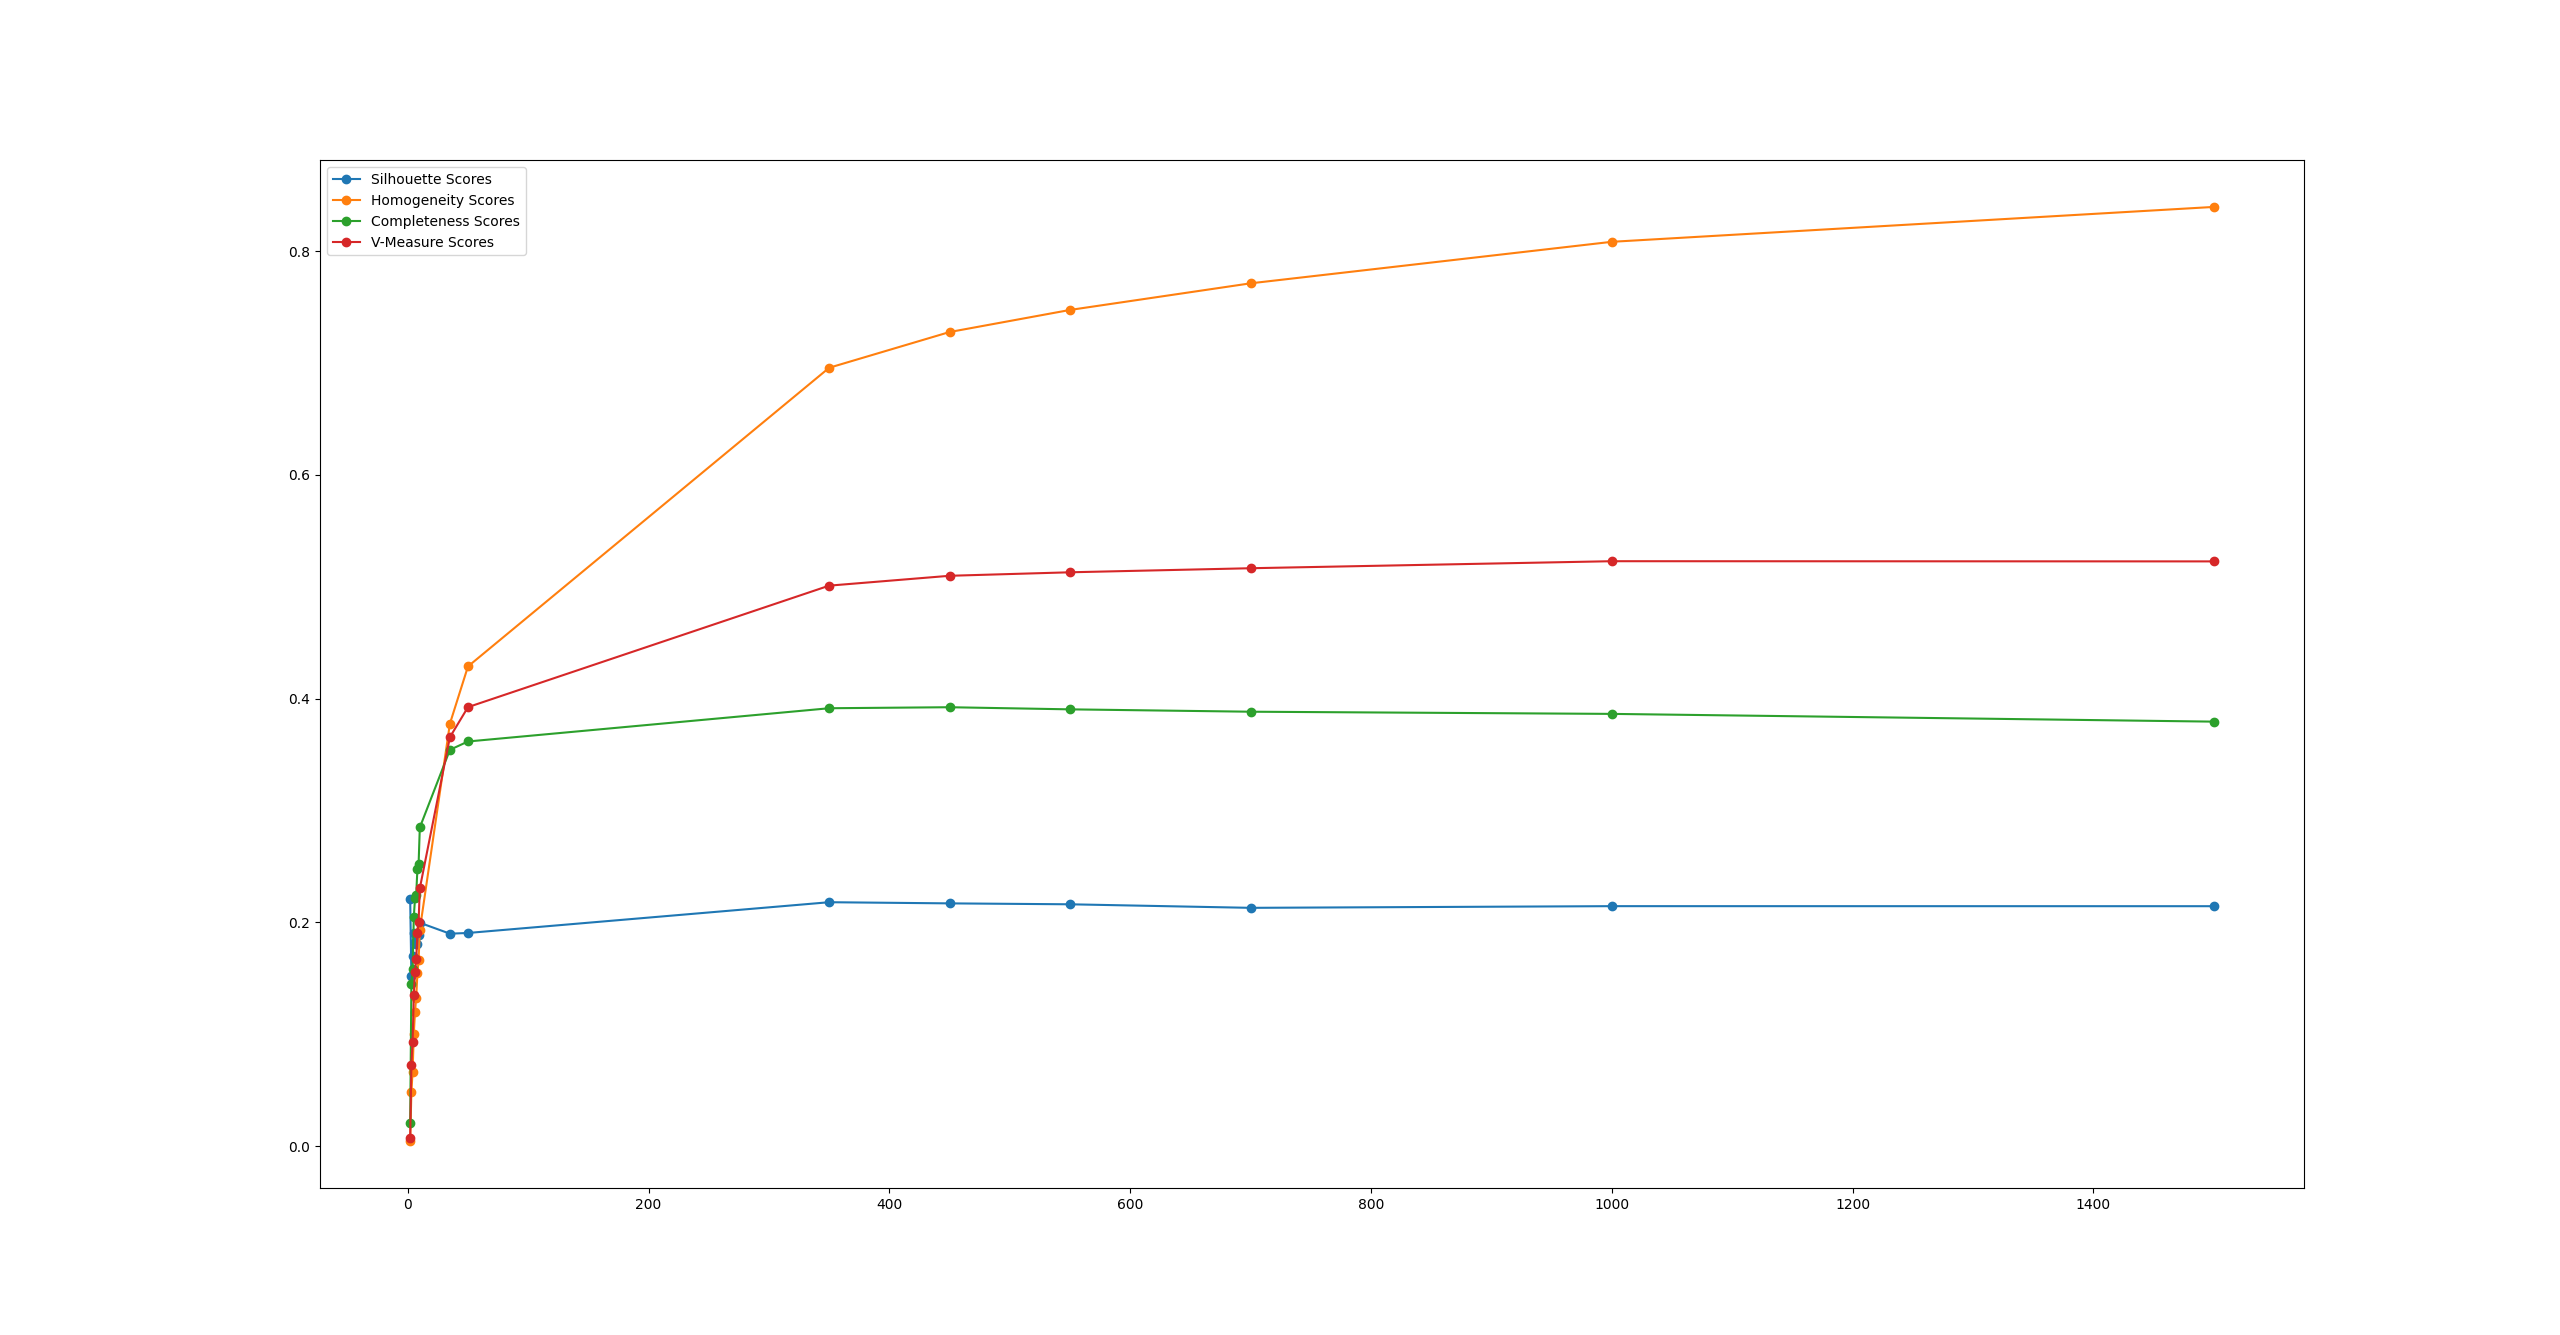 Silhouette Scores
Homogeneity Scores
Completeness Scores
V-Measure Scores
0.8
0.6
0.4
0.2
0.0
0 200 400 600 800 1000 1200 1400